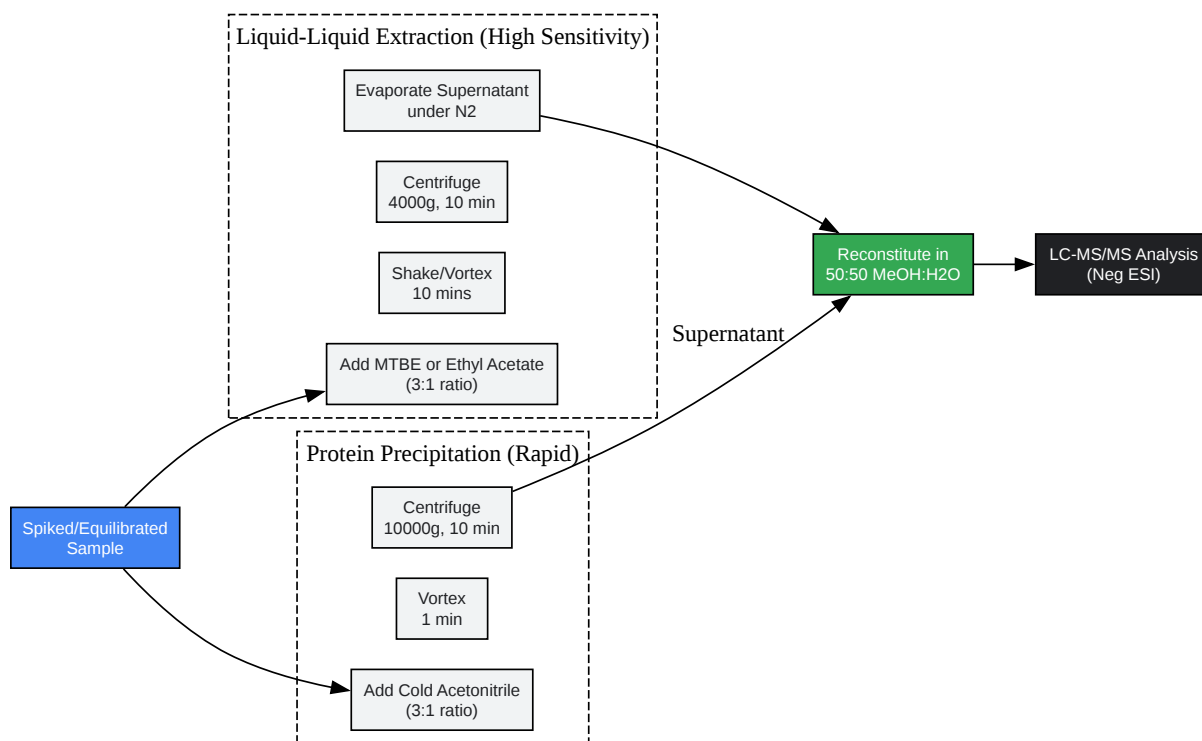 Liquid-Liquid Extraction (High Sensitivity)
Evaporate Supernatant
under N2
Centrifuge
4000g, 10 min
Shake/Vortex
10 mins
Add MTBE or Ethyl Acetate
(3:1 ratio)
Protein Precipitation (Rapid)
Centrifuge
10000g, 10 min
Vortex
1 min
Add Cold Acetonitrile
(3:1 ratio)
Spiked/Equilibrated
Sample
Supernatant
Reconstitute in
50:50 MeOH:H2O
LC-MS/MS Analysis
(Neg ESI)